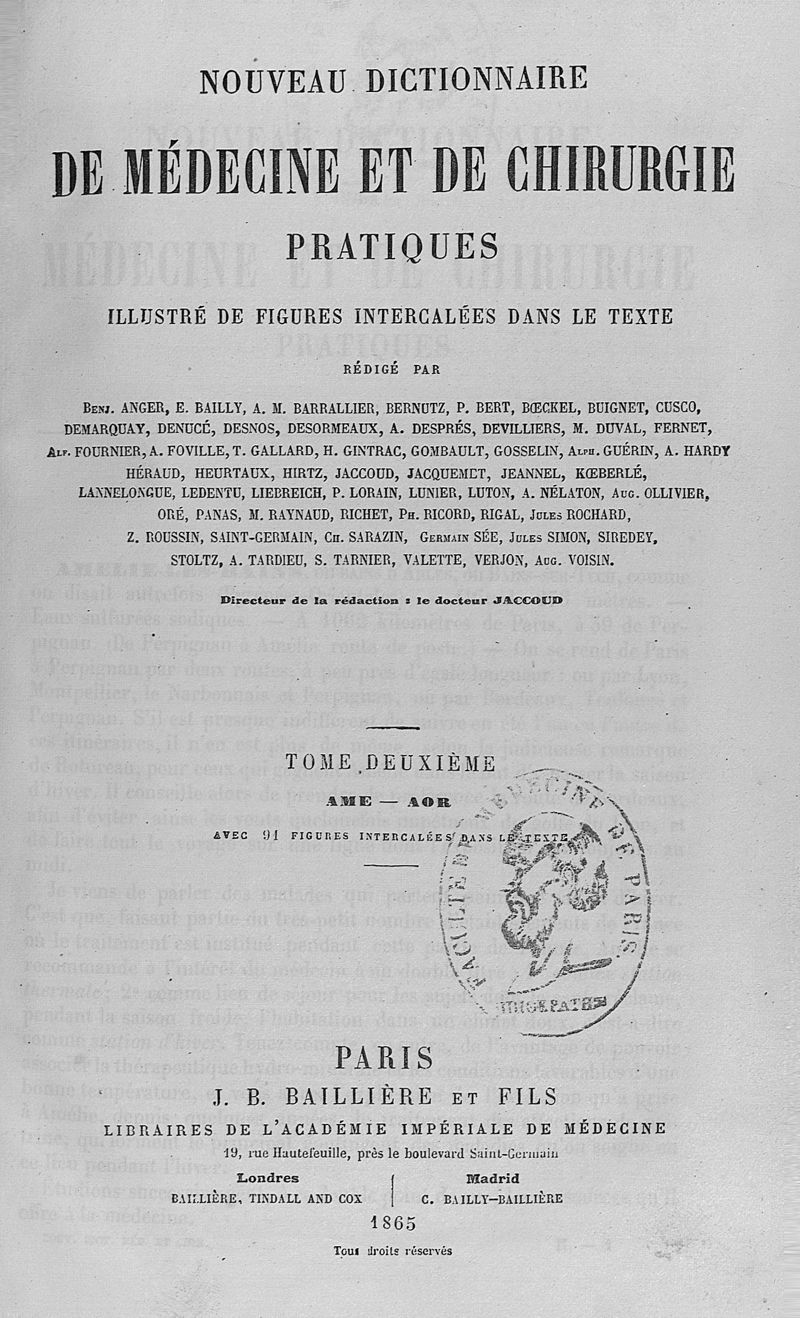 NOUVEAU DICTIONNAIRE
DE MÉDECINE ET DE CHIRURGIE
PRATIQUES
ILLUSTRÉ DE FIGURES INTERCALÉES DANS LE TEXTE
RÉDIGÉ PAR
BENJ. ANGER, E. BAILLY, A. M. BARRALLIER, BERNUTZ, P. BERT, BŒCKEL, BUIGNET, CUSCO,
DEMARQUAY, DENUCÉ, DESNOS, DESORMEAUX, A. DESPRÉS, DEVILLIERS, M. DUVAL, FERNET,
ALF. FOURNIER, A. FOVILLE, T. GALLARD, H. GINTRAC, GOMBAULT, GOSSELIN, ALPH. GUÉRIN, A. HARDY
HÉRAUD, HEURTAUX, HIRTZ, JACCOUD, JACQUEMET, JEANNEL, KŒBERLÉ,
LANNELONGUE, LEDENTU, LIEBREICH, P. LORAIN, LUNIER, LUTON, A. NÉLATON, AUG. OLLIVIER,
ORÉ, PANAS, M. RAYNAUD, RICHET, PH. RICORD, RIGAL, JULES ROCHARD,
Z. ROUSSIN, SAINT-GERMAIN, CH. SARAZIN, GERMAIN SÉE, JULES SIMON, SIREDEY,
STOLTZ, A. TARDIEU, S. TARNIER, VALETTE, VERJON, AUG. VOISIN.
Directeur de la rédaction : le docteur JACCOUD
TOME DEUXIÈME
AME — AOR
AVEC 91 FIGURES INTERCALÉES DANS LE TEXTE
FACULTÉ DE MÉDECINE DE PARIS.
PARIS
J. B. BAILLIÈRE ET FILS
LIBRAIRES DE L'ACADÉMIE IMPÉRIALE DE MÉDECINE
19, rue Hautefeuille, près le boulevard Saint-Germain
Londres
BAILLIÈRE, TINDALL AND COX
Madrid
C. BAILLY-BAILLIÈRE
1865
Tous droits réservés